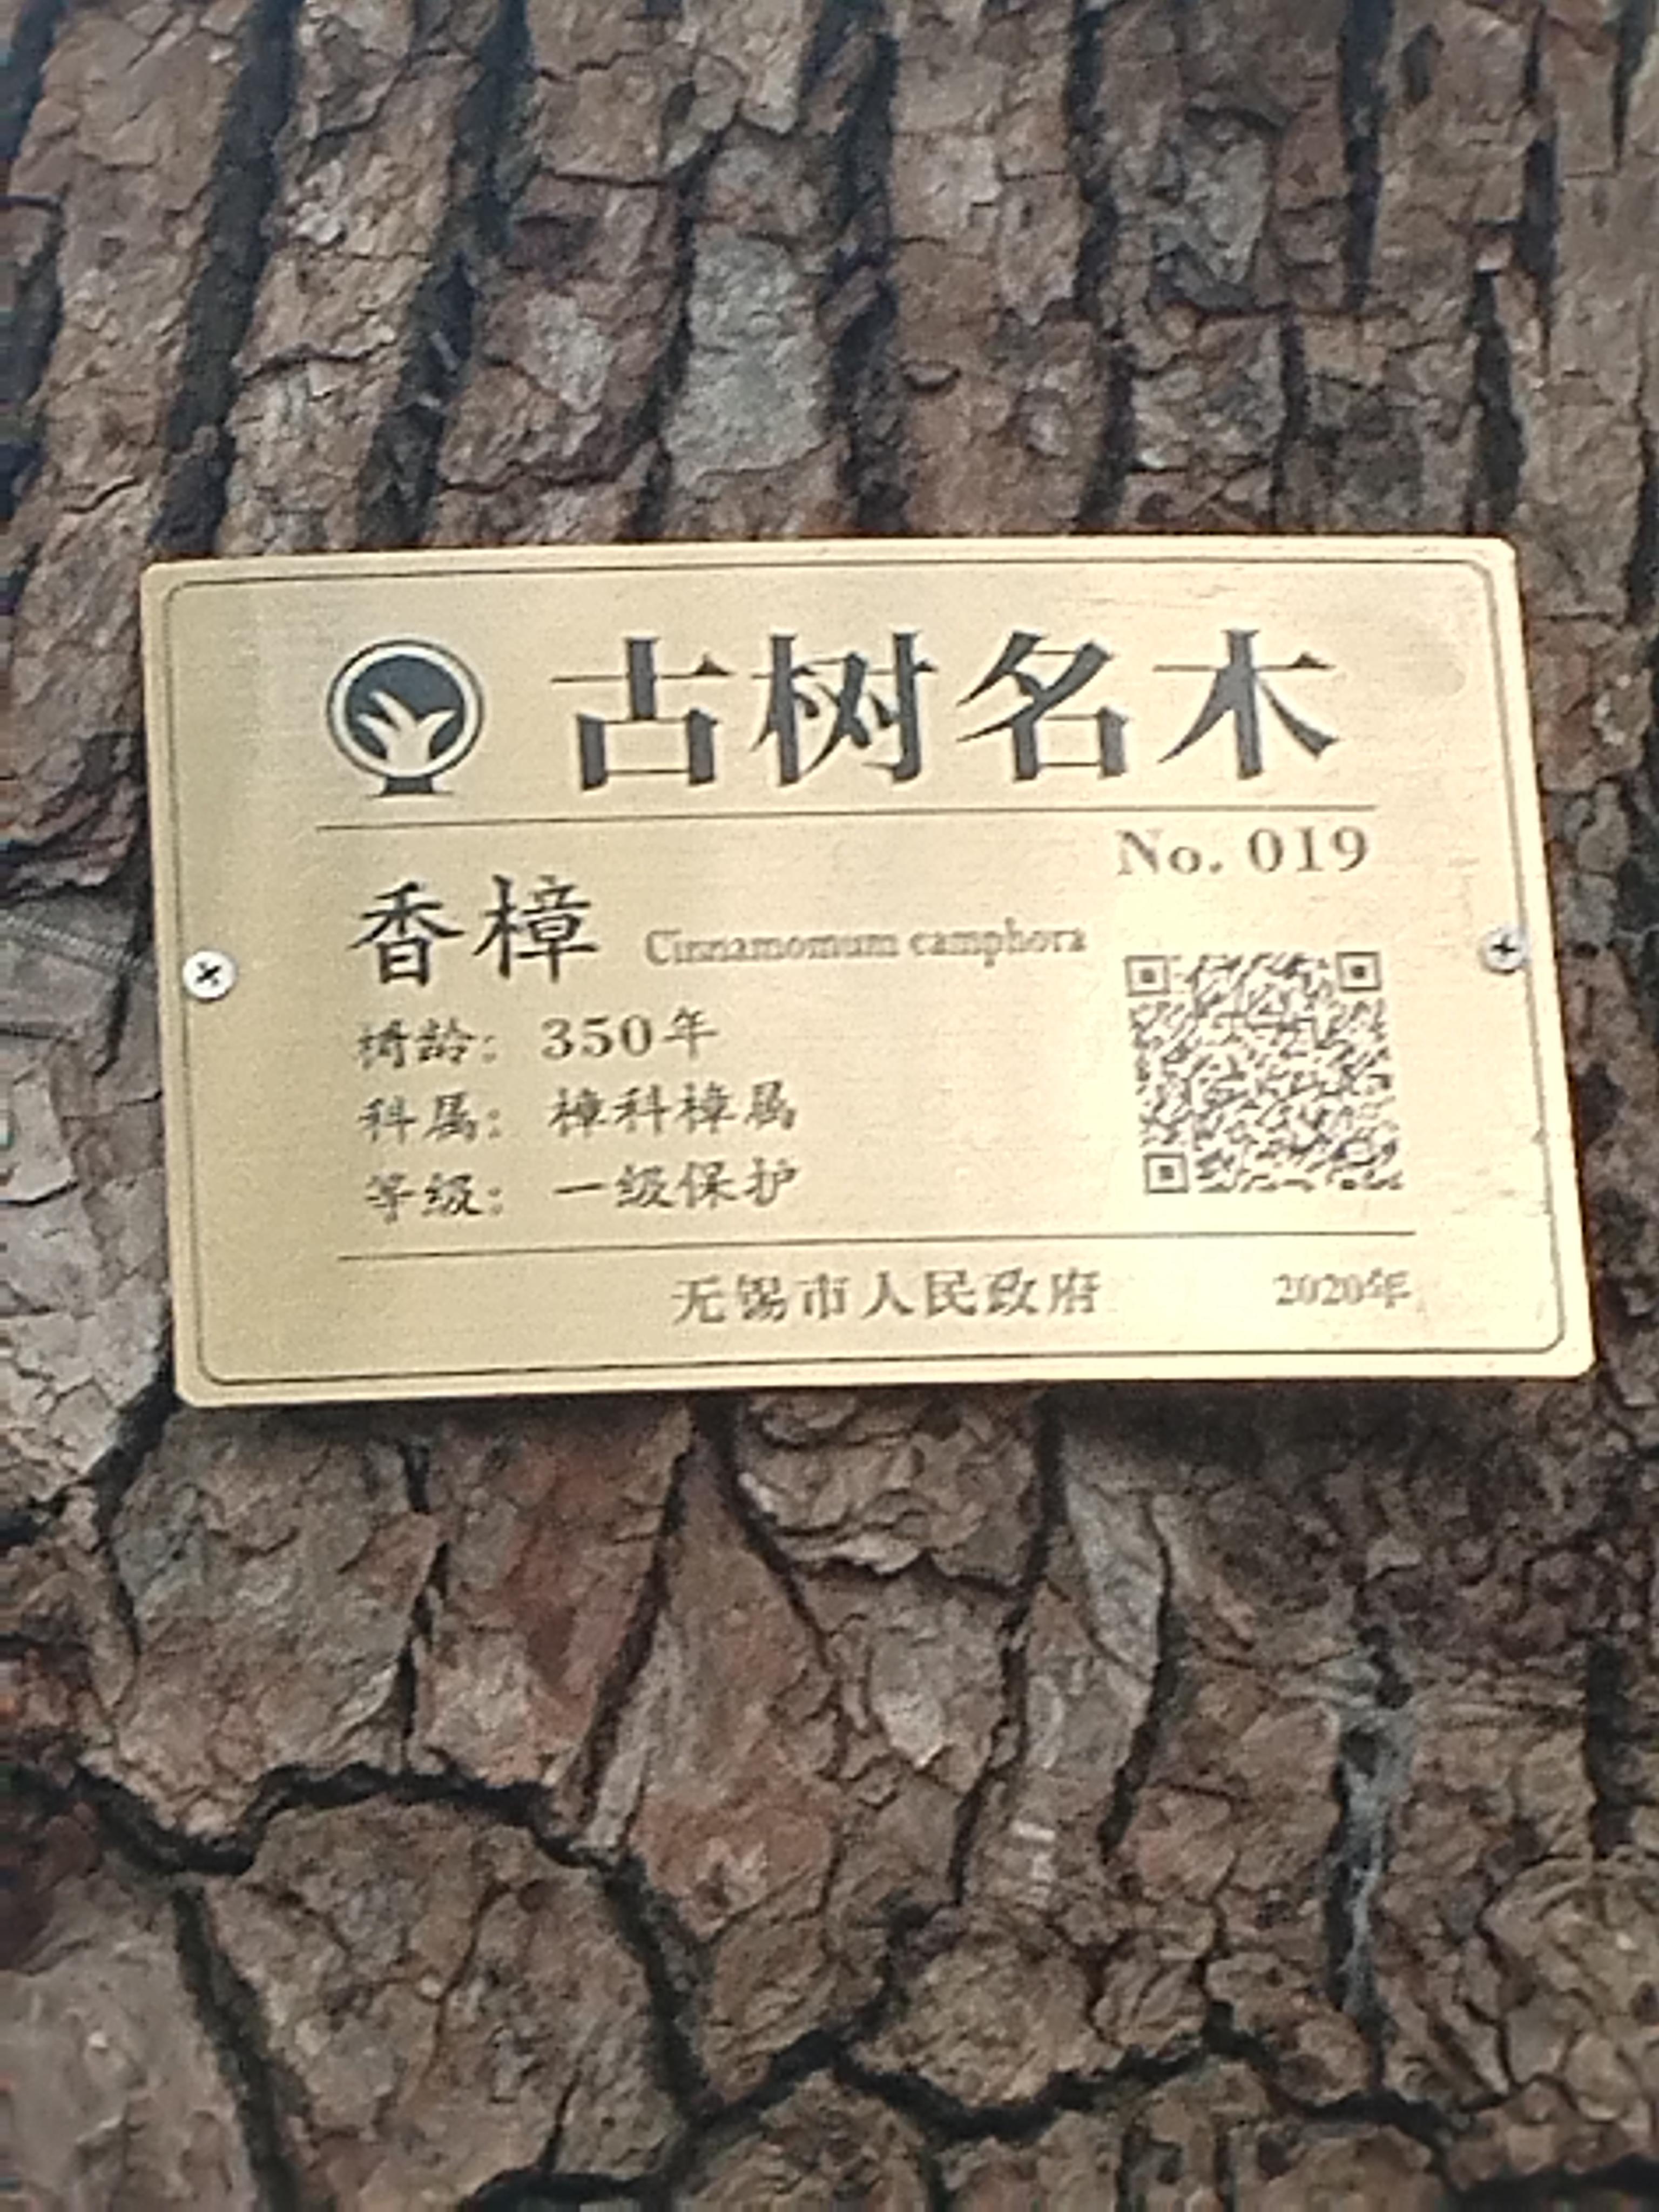 古树名木
No. 019
香樟 Cinnamomum camphora
树龄: 350年
科属: 樟科樟属
等级: 一级保护
无锡市人民政府 2020年